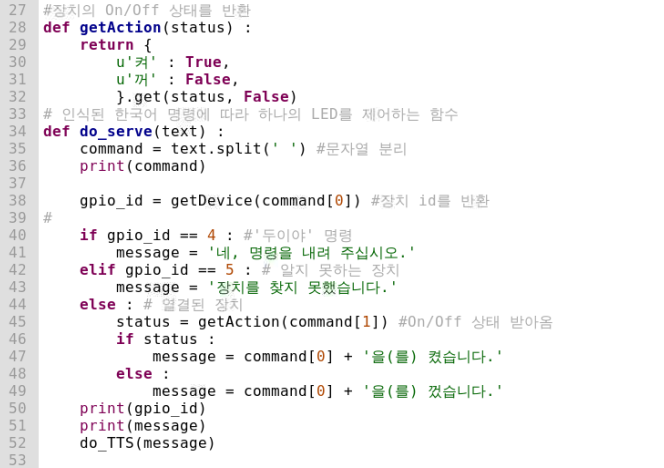 27 #장치의 On/Off 상태를 반환
28 def getAction(status) :
29     return {
30         u'켜' : True,
31         u'꺼' : False,
32         }.get(status, False)
33 # 인식된 한국어 명령에 따라 하나의 LED를 제어하는 함수
34 def do_serve(text) :
35     command = text.split(' ') #문자열 분리
36     print(command)
37
38     gpio_id = getDevice(command[0]) #장치 id를 반환
39 #
40     if gpio_id == 4 : #'두이야' 명령
41         message = '네, 명령을 내려 주십시오.'
42     elif gpio_id == 5 : # 알지 못하는 장치
43         message = '장치를 찾지 못했습니다.'
44     else : # 열결된 장치
45         status = getAction(command[1]) #On/Off 상태 받아옴
46         if status :
47             message = command[0] + '을(를) 켰습니다.'
48         else :
49             message = command[0] + '을(를) 껐습니다.'
50     print(gpio_id)
51     print(message)
52     do_TTS(message)
53